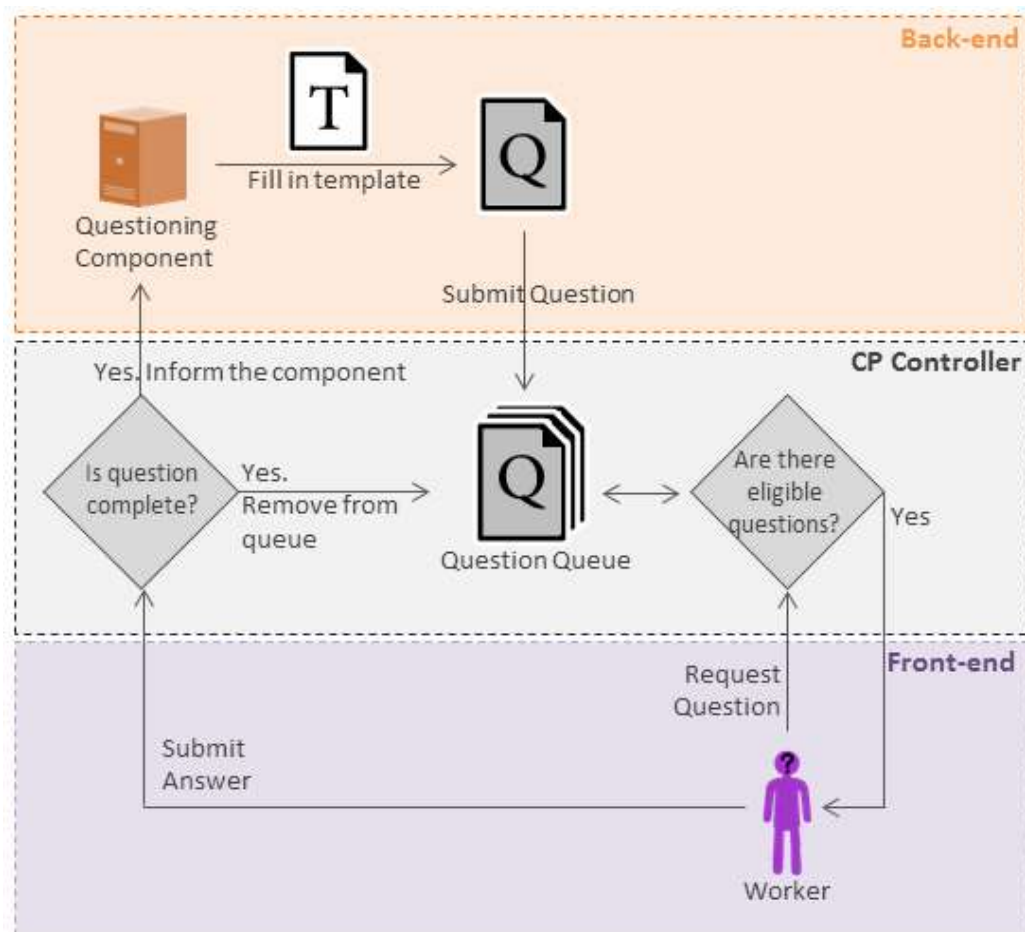 Back-end
T
Q
Fill in template
Questioning
Component
Submit Question
CP Controller
Yes. Inform the component
Is question
complete?
Yes.
Remove from
queue
Q
Question Queue
Are there
eligible
questions?
Yes
Front-end
Request
Question
Submit
Answer
?
Worker